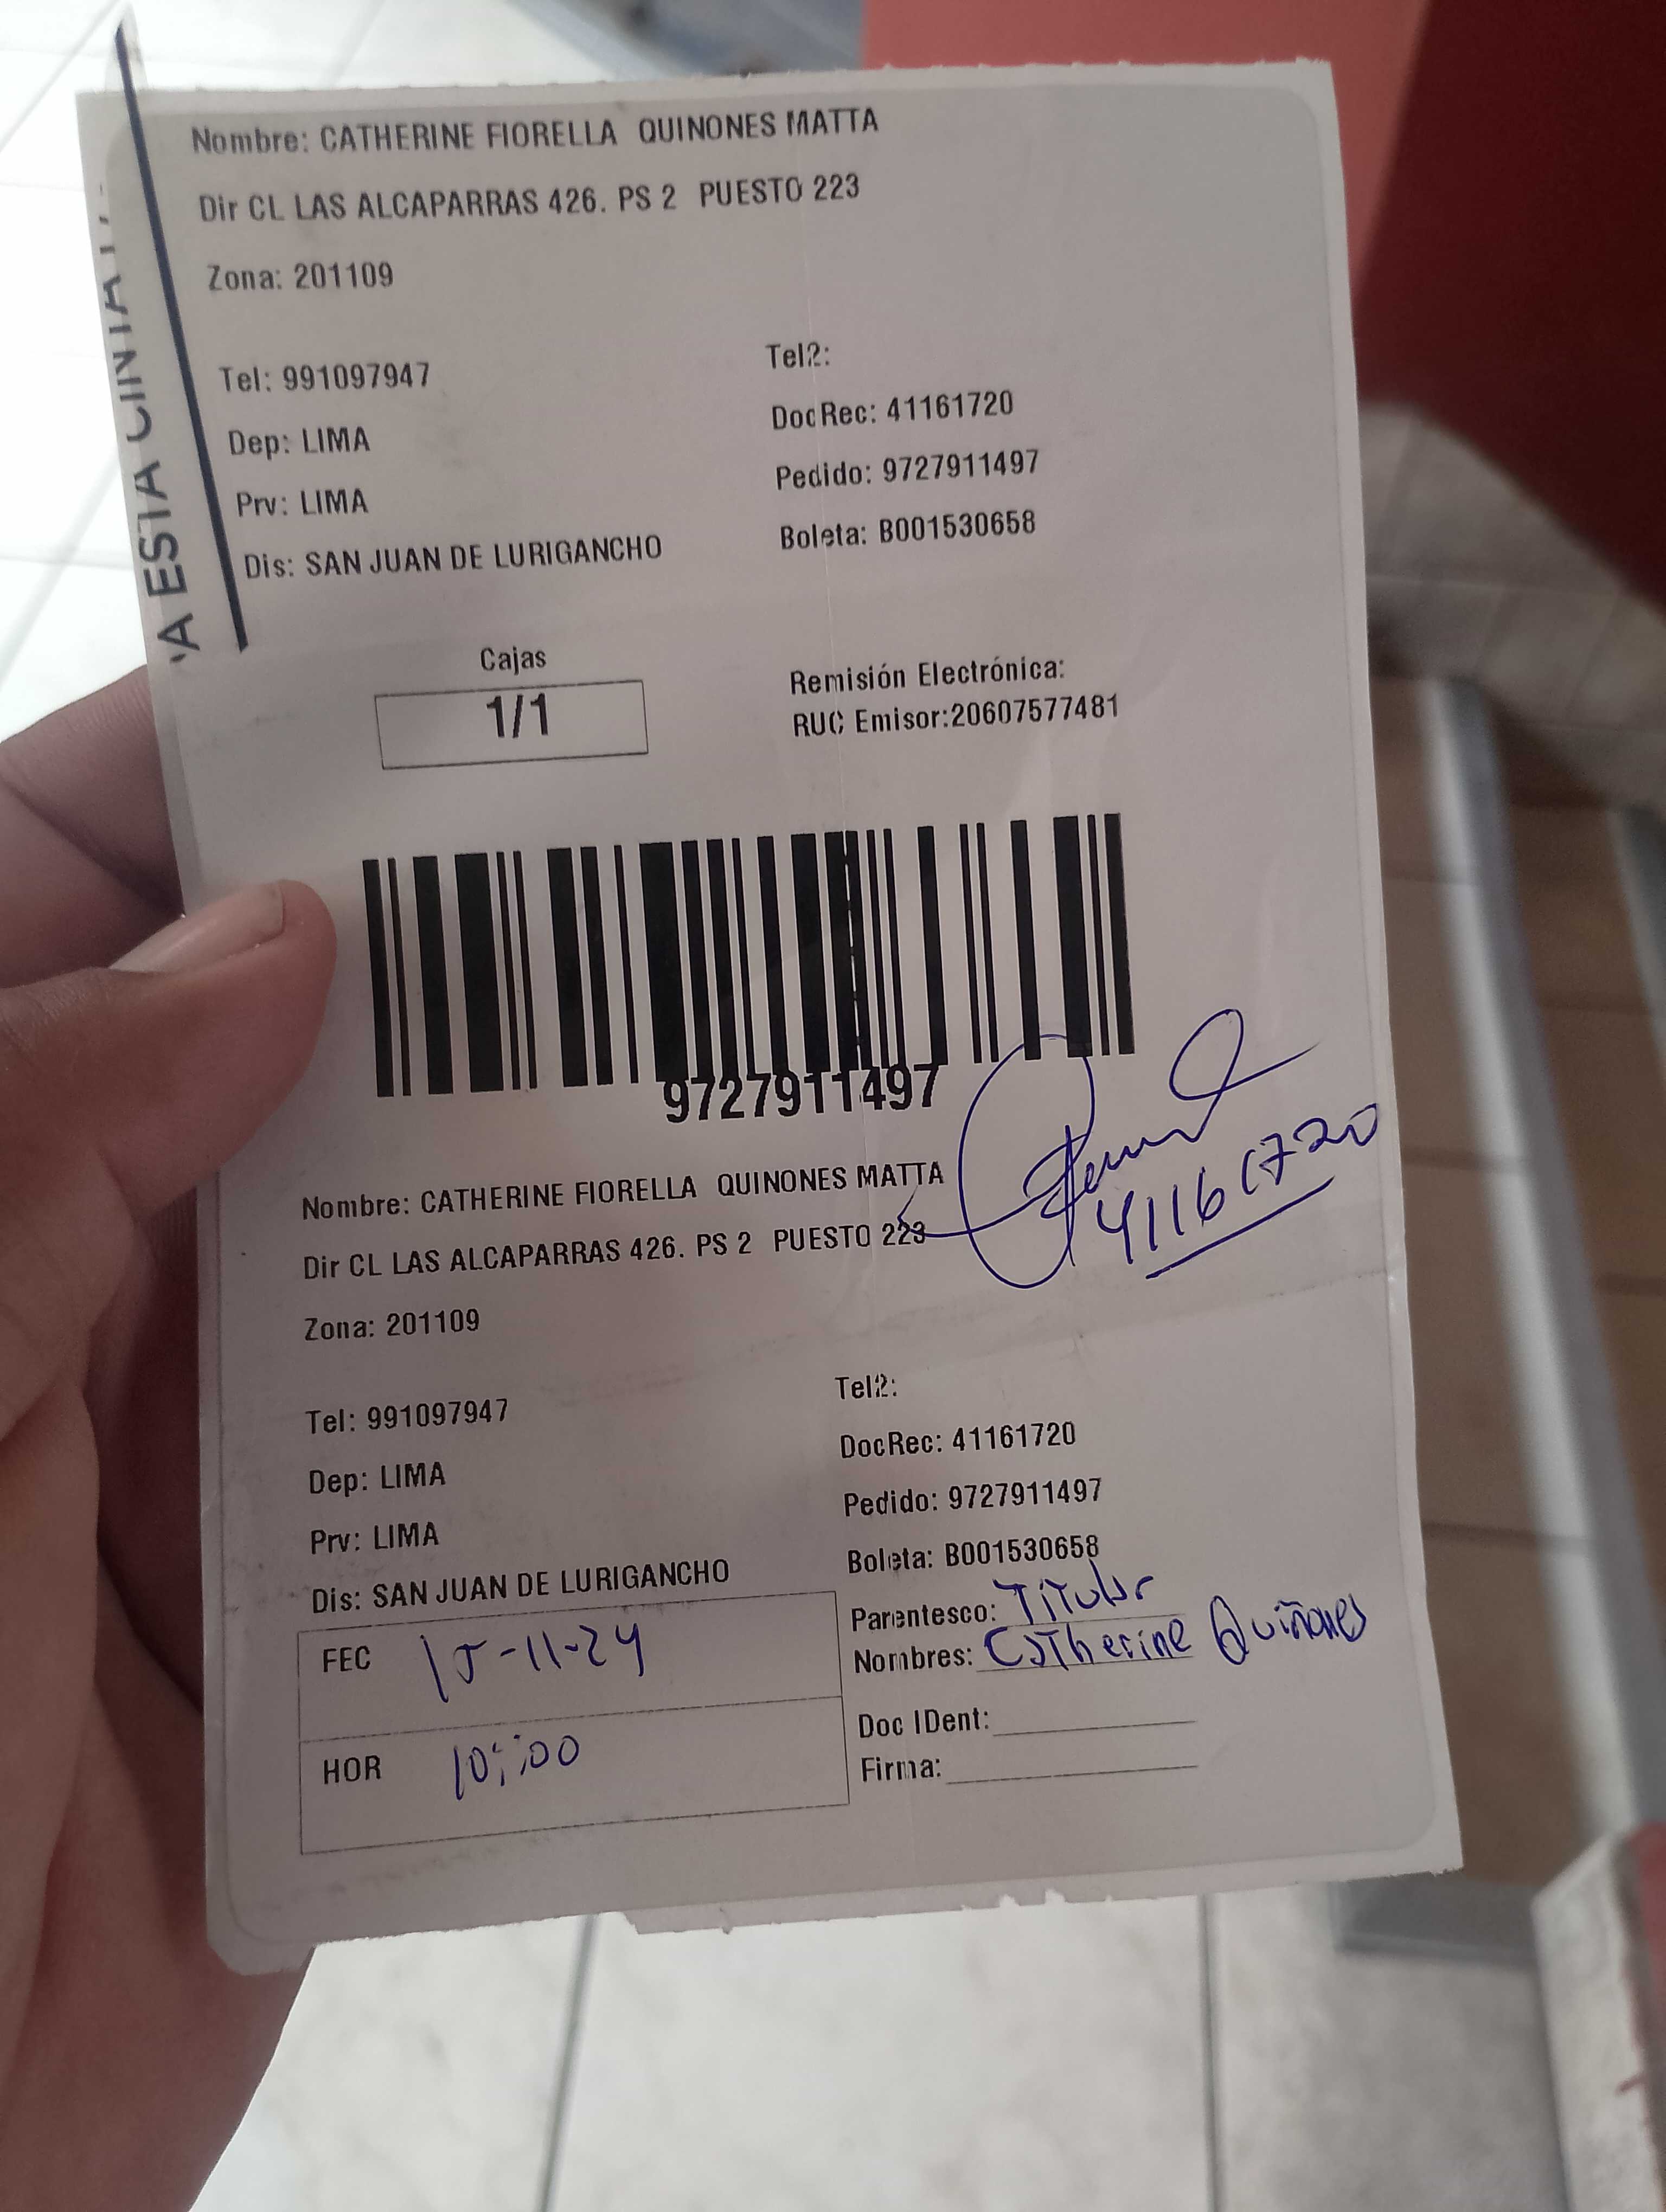 Nombre: CATHERINE FIORELLA QUINONES MATTA
Dir CL LAS ALCAPARRAS 426. PS 2 PUESTO 223
Zona: 201109
Tel: 991097947
Dep: LIMA
Prv: LIMA
Dis: SAN JUAN DE LURIGANCHO
Tel2:
DocRec: 41161720
Pedido: 9727911497
Boleta: B001530658
ESTA
Cajas
1/1
Remisión Electrónica:
RUC Emisor:20607577481
9727911497
41161720
Nombre: CATHERINE FIORELLA QUINONES MATTA
Dir CL LAS ALCAPARRAS 426. PS 2 PUESTO 223
Zona: 201109
Tel: 991097947
Dep: LIMA
Prv: LIMA
Dis: SAN JUAN DE LURIGANCHO
Tel2:
DocRec: 41161720
Pedido: 9727911497
Boleta: B001530658
Parentesco: Titular
Nombres: Catherine Quiñones
Doc IDent:
Firma:
FEC 15-11-24
HOR 10:00